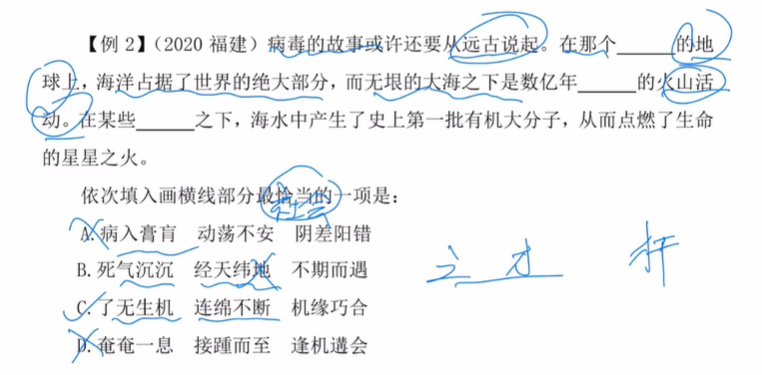 【例 2】（2020 福建）病毒的故事或许还要从远古说起。在那个______的地
球上，海洋占据了世界的绝大部分，而无垠的大海之下是数亿年______的火山活
动。在某些______之下，海水中产生了史上第一批有机大分子，从而点燃了生命
的星星之火。
依次填入画横线部分最恰当的一项是：
A.病入膏肓 动荡不安 阴差阳错
B.死气沉沉 经天纬地 不期而遇
C.了无生机 连绵不断 机缘巧合
D.奄奄一息 接踵而至 逢机遘会